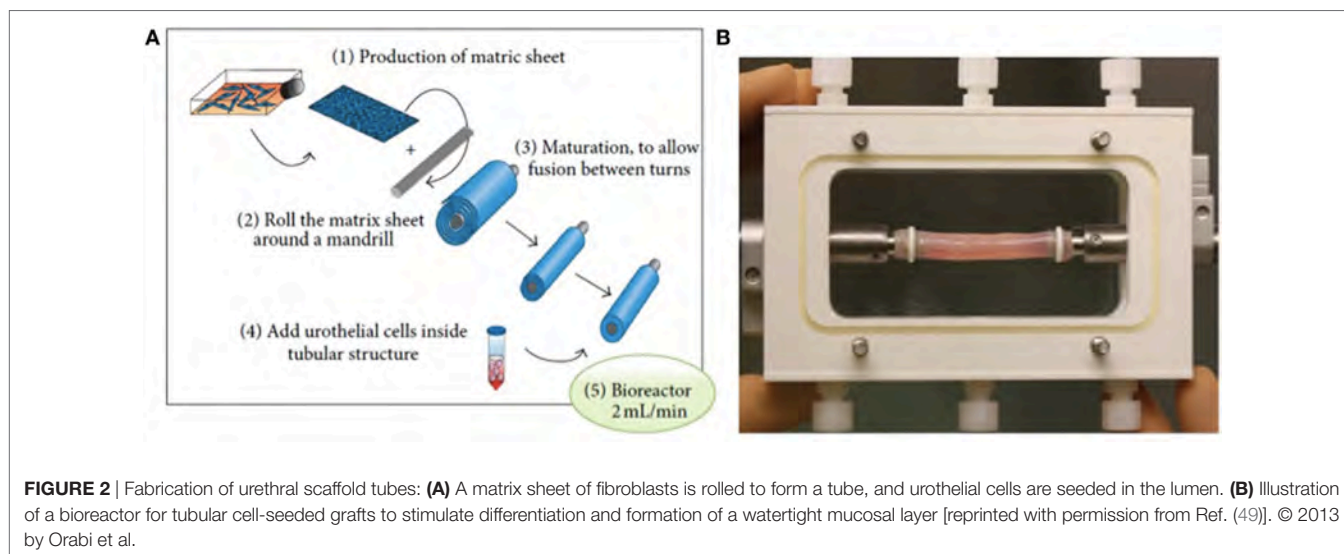 A
(1) Production of matric sheet
+
(3) Maturation, to allow
fusion between turns
(2) Roll the matrix sheet
around a mandrill
(4) Add urothelial cells inside
tubular structure
(5) Bioreactor
2 mL/min
B
FIGURE 2 | Fabrication of urethral scaffold tubes: (A) A matrix sheet of fibroblasts is rolled to form a tube, and urothelial cells are seeded in the lumen. (B) Illustration
of a bioreactor for tubular cell-seeded grafts to stimulate differentiation and formation of a watertight mucosal layer [reprinted with permission from Ref. (49)]. © 2013
by Orabi et al.